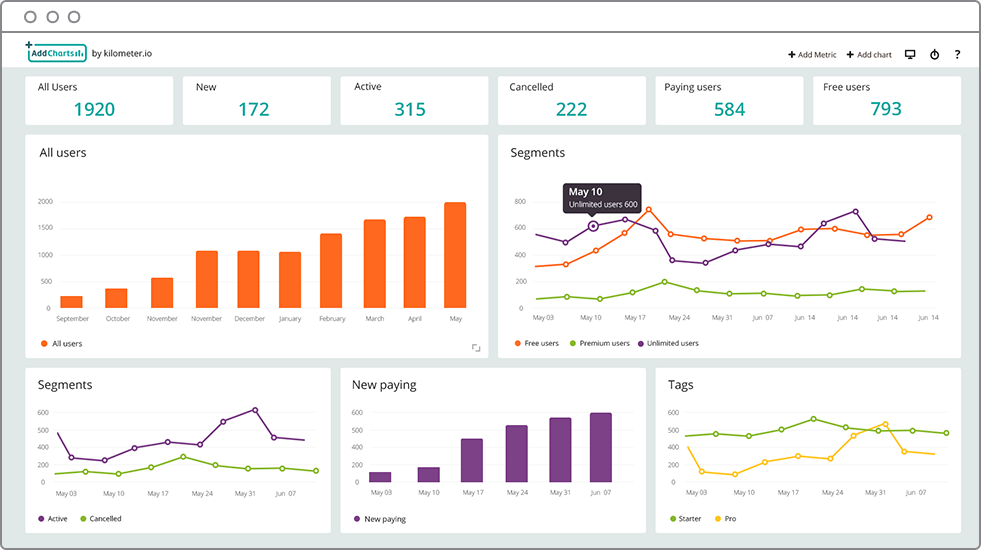 AddCharts by kilometer.io
+ Add Metric + Add chart ?
All Users
1920
New
172
Active
315
Cancelled
222
Paying users
584
Free users
793
All users
2000
1500
1000
500
0
September October November November December January February March April May
All users
Segments
May 10
Unlimited users 600
800
600
400
200
0
May 03 May 10 May 17 May 24 May 31 Jun 07 Jun 14 Jun 14 Jun 14 Jun 14
Free users Premium users Unlimited users
Segments
600
500
400
200
0
May 03 May 10 May 17 May 24 May 31 Jun 07
Active Cancelled
New paying
600
500
400
200
0
May 03 May 10 May 17 May 24 May 31 Jun 07
New paying
Tags
600
500
400
200
0
May 03 May 10 May 17 May 24 May 31 Jun 07
Starter Pro